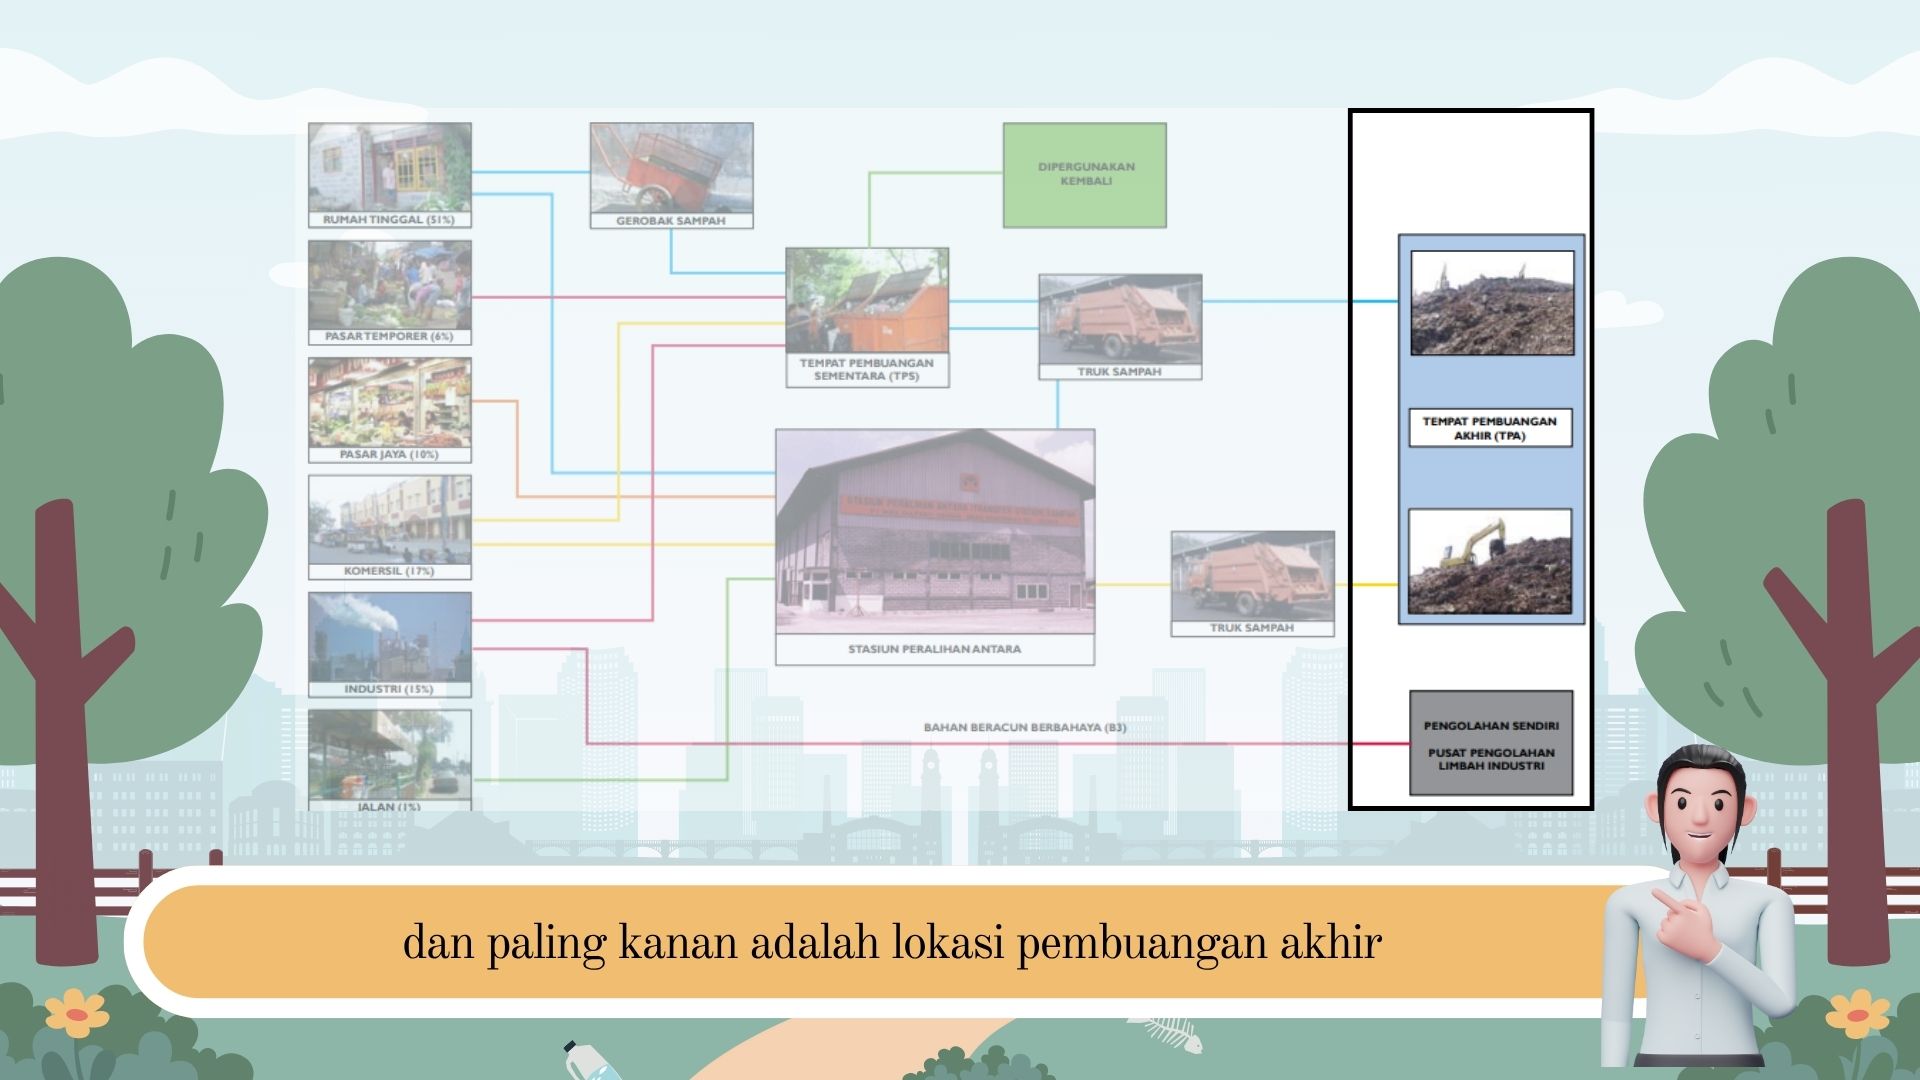 RUMAH TINGGAL (51%)
GEROBAK SAMPAH
DIPERGUNAKAN
KEMBALI
PASAR TEMPORER (6%)
TEMPAT PEMBUANGAN
SEMENTARA (TPS)
TRUK SAMPAH
PASAR JAYA (10%)
TEMPAT PEMBUANGAN
AKHIR (TPA)
KOMERSIL (17%)
STASIUN PERALIHAN ANTARA
TRUK SAMPAH
INDUSTRI (15%)
JALAN (1%)
BAHAN BERACUN BERBAHAYA (B3)
PENGOLAHAN SENDIRI
PUSAT PENGOLAHAN
LIMBAH INDUSTRI
dan paling kanan adalah lokasi pembuangan akhir